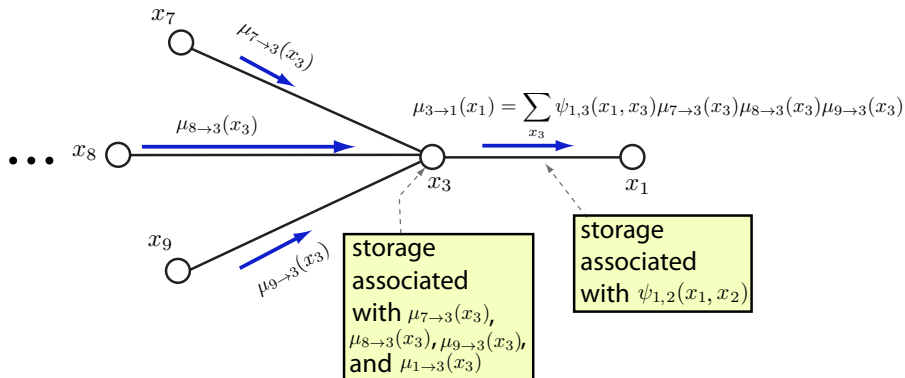 x₇
μ₇→₃(x₃)
μ₃→₁(x₁) = ∑ₓ₃ ψ₁,₃(x₁, x₃)μ₇→₃(x₃)μ₈→₃(x₃)μ₉→₃(x₃)
μ₈→₃(x₃)
... x₈
x₃
x₁
x₉
μ₉→₃(x₃)
storage
associated
with μ₇→₃(x₃),
μ₈→₃(x₃), μ₉→₃(x₃),
and μ₁→₃(x₃)
storage
associated
with ψ₁,₂(x₁, x₂)